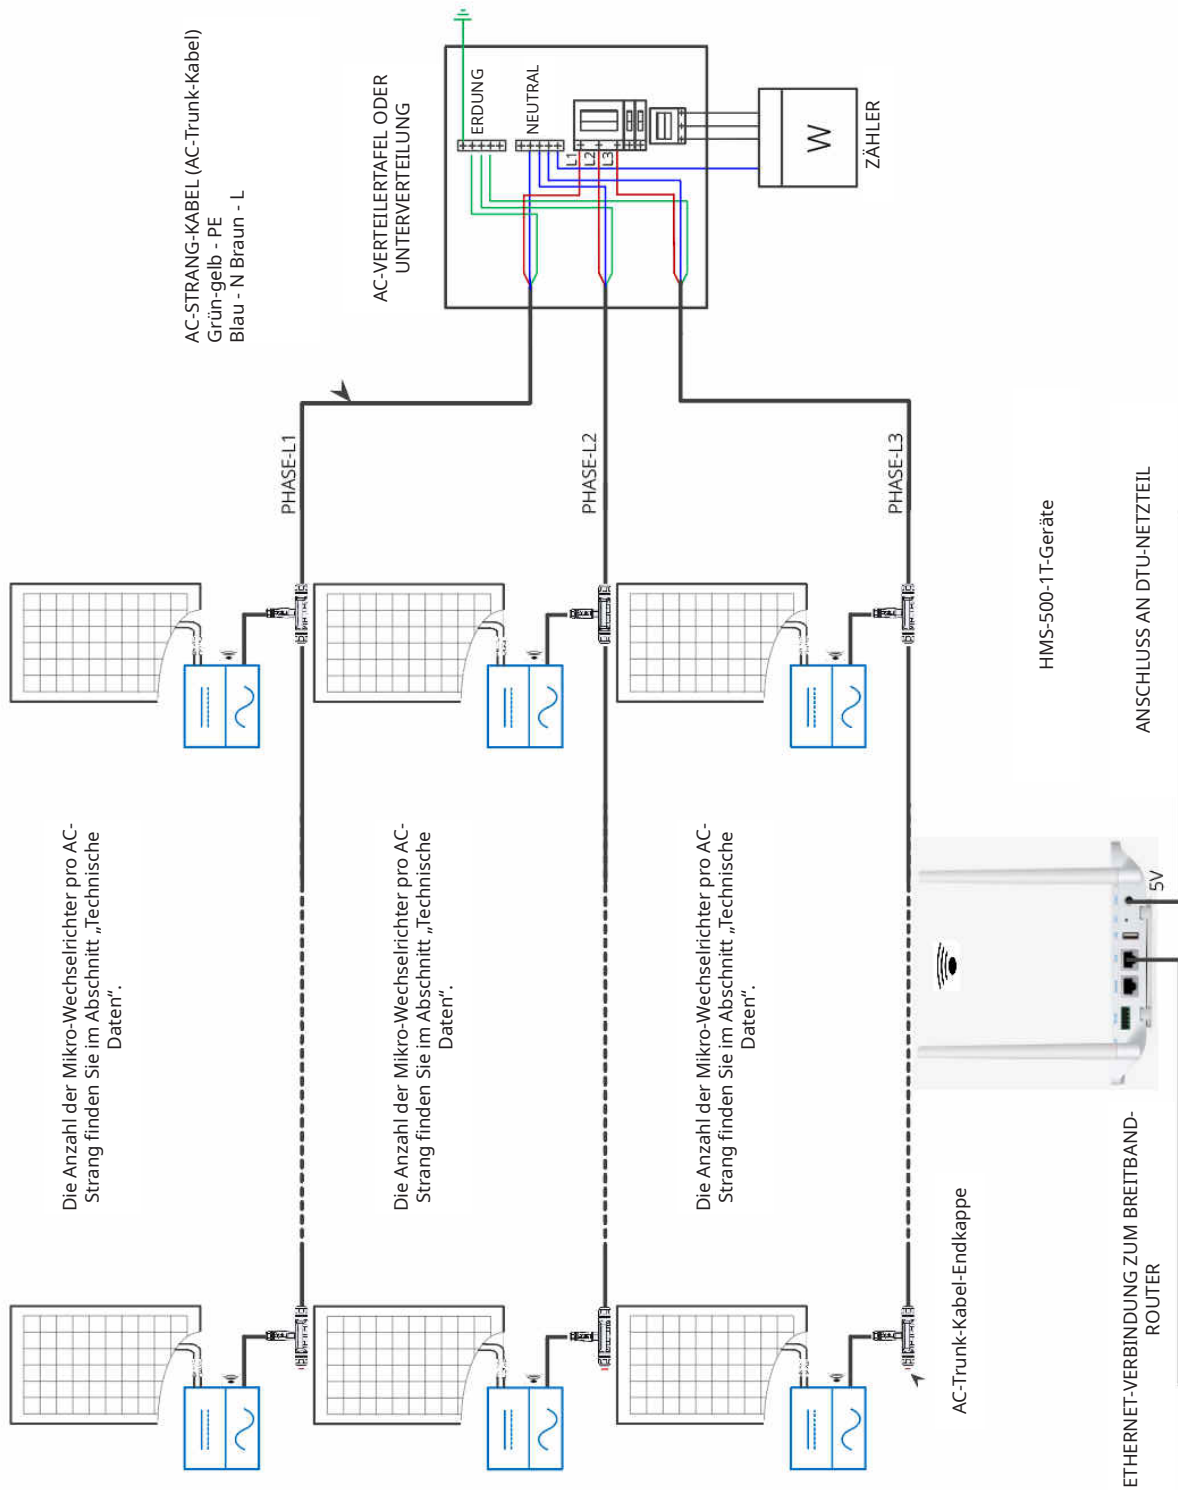 AC-STRANG-KABEL (AC-Trunk-Kabel)
Grün-gelb - PE
Blau - N Braun - L
AC-VERTEILERTAFEL ODER
UNTERVERTEILUNG
ERDUNG
NEUTRAL
L1
L2
L3
W
ZÄHLER
PHASE-L1
PHASE-L2
PHASE-L3
Die Anzahl der Mikro-Wechselrichter pro AC-
Strang finden Sie im Abschnitt „Technische
Daten“.
Die Anzahl der Mikro-Wechselrichter pro AC-
Strang finden Sie im Abschnitt „Technische
Daten“.
Die Anzahl der Mikro-Wechselrichter pro AC-
Strang finden Sie im Abschnitt „Technische
Daten“.
HMS-500-1T-Geräte
ANSCHLUSS AN DTU-NETZTEIL
5V
AC-Trunk-Kabel-Endkappe
ETHERNET-VERBINDUNG ZUM BREITBAND-
ROUTER